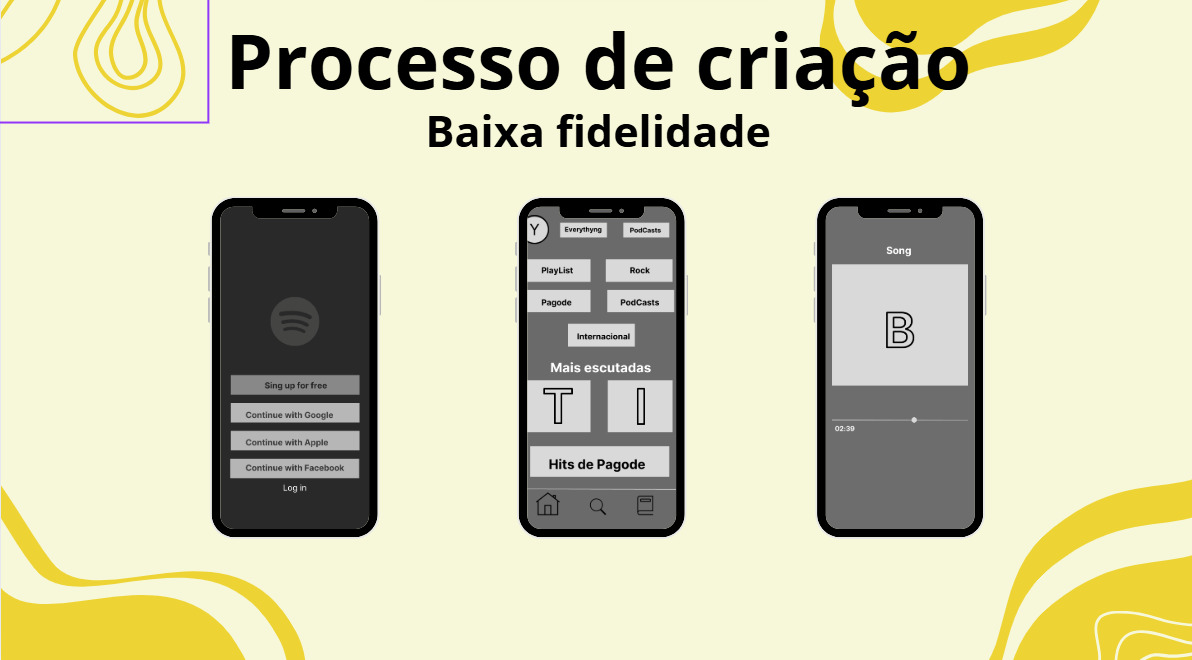 Processo de criação
Baixa fidelidade
Sing up for free
Continue with Google
Continue with Apple
Continue with Facebook
Log in
Y
Everythyng
PodCasts
PlayList
Rock
Pagode
PodCasts
Internacional
Mais escutadas
T
I
Hits de Pagode
Song
B
02:39